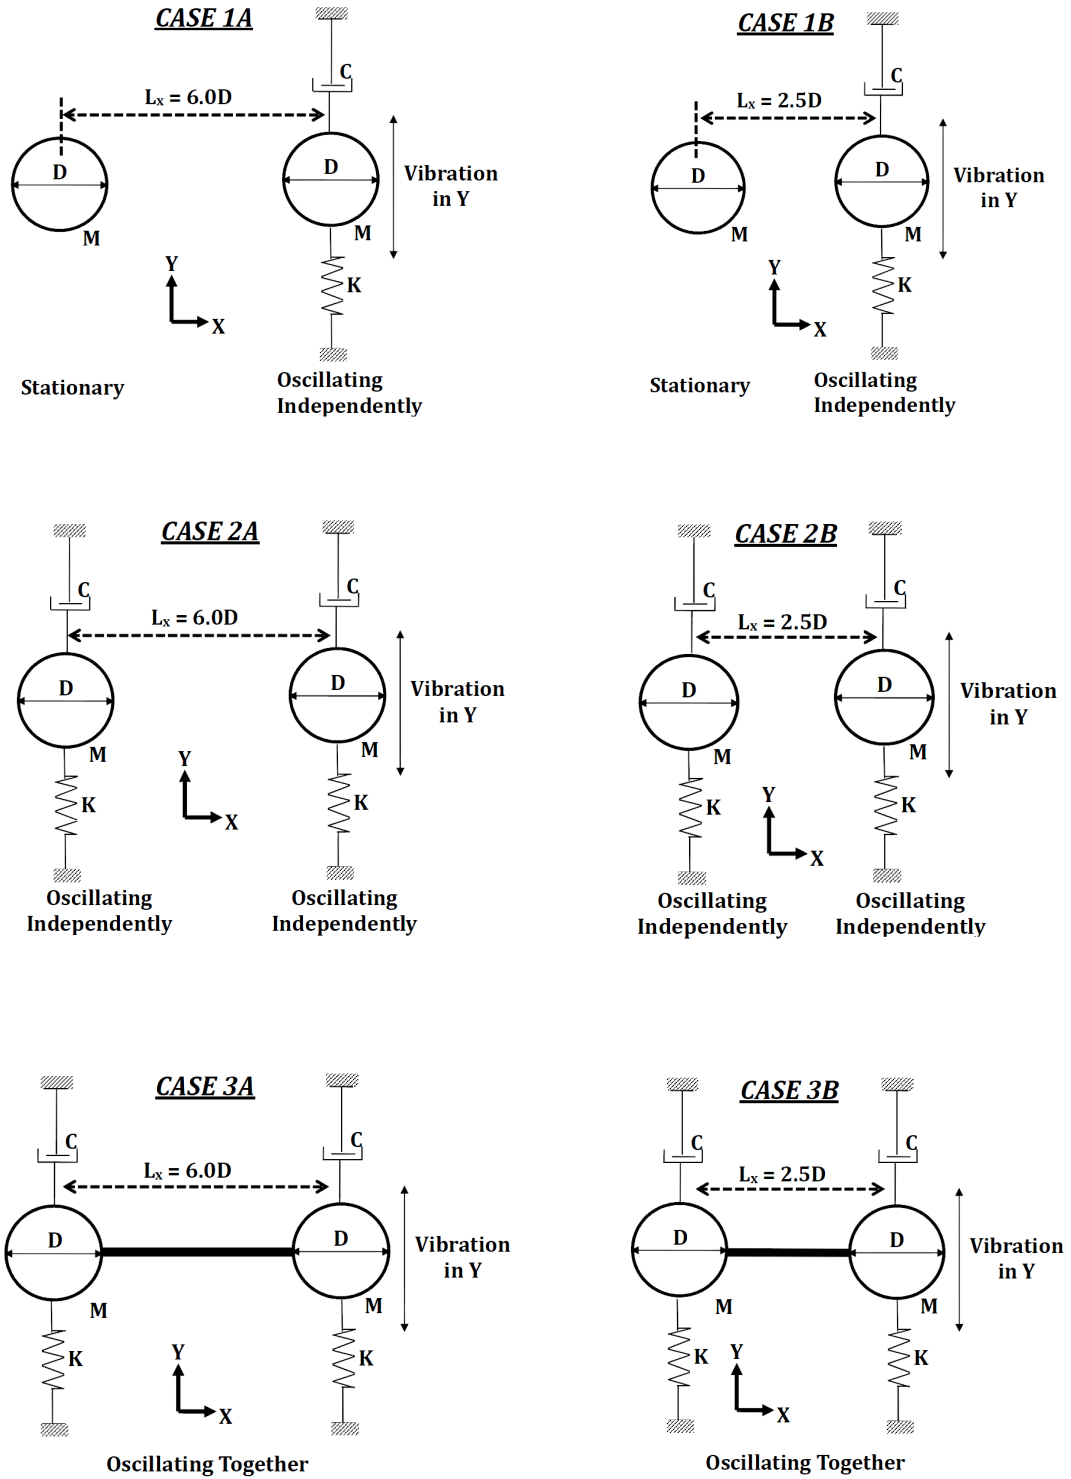 CASE 1A
C
Lₓ = 6.0D
D
D
Vibration
in Y
M
M
Y
K
X
Stationary
Oscillating
Independently
CASE 1B
C
Lₓ = 2.5D
D
D
Vibration
in Y
M
M
Y
K
X
Stationary
Oscillating
Independently
CASE 2A
C
C
Lₓ = 6.0D
D
D
Vibration
in Y
M
M
Y
K
K
X
Oscillating
Independently
Oscillating
Independently
CASE 2B
C
C
Lₓ = 2.5D
D
D
Vibration
in Y
M
M
Y
K
K
X
Oscillating
Independently
Oscillating
Independently
CASE 3A
C
C
Lₓ = 6.0D
D
D
Vibration
in Y
M
M
Y
K
K
X
Oscillating Together
CASE 3B
C
C
Lₓ = 2.5D
D
D
Vibration
in Y
M
M
Y
K
K
X
Oscillating Together